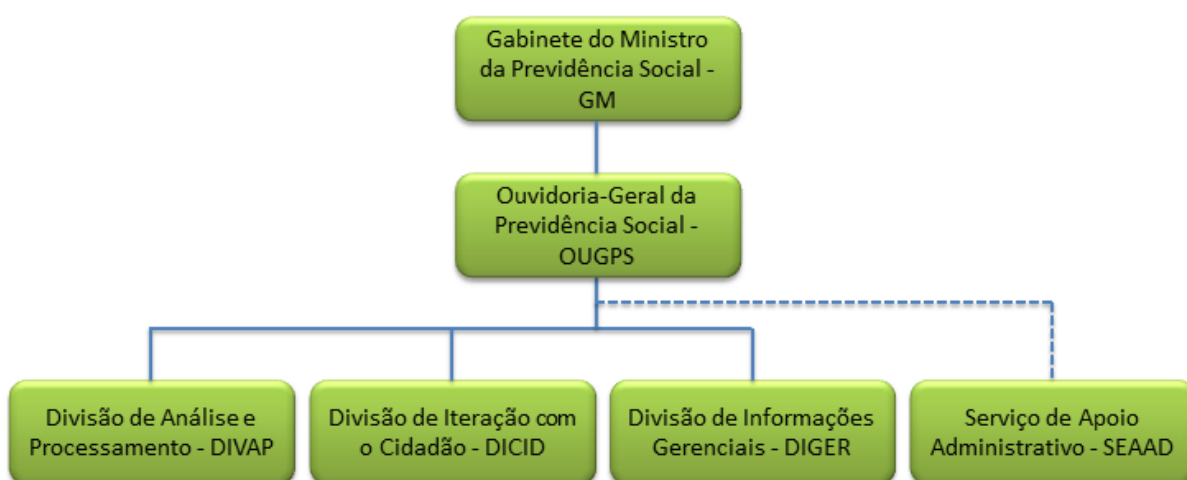 Gabinete do Ministro
da Previdência Social -
GM
Ouvidoria-Geral da
Previdência Social -
OUGPS
Divisão de Análise e
Processamento - DIVAP
Divisão de Iteração com
o Cidadão - DICID
Divisão de Informações
Gerenciais - DIGER
Serviço de Apoio
Administrativo - SEAAD